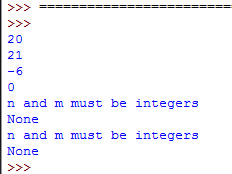 >>> ========================
>>>
20
21
-6
0
n and m must be integers
None
n and m must be integers
None
>>>